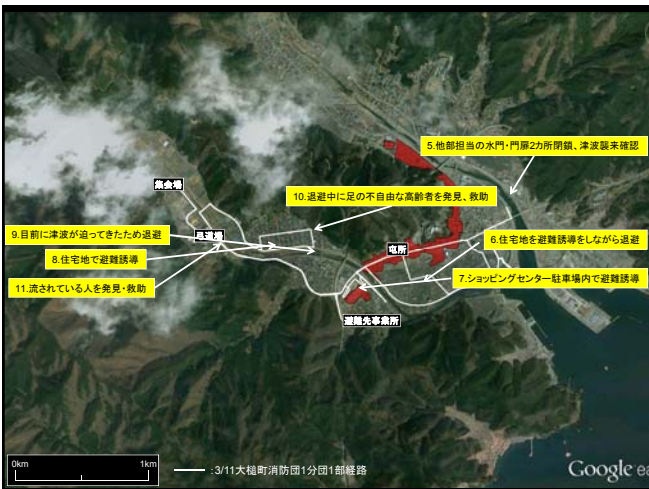 5.他部担当の水門・門扉2カ所閉鎖、津波襲来確認
集会場
10.退避中に足の不自由な高齢者を発見、救助
9.目前に津波が迫ってきたため退避
弓道場
屯所
6.住宅地を避難誘導をしながら退避
8.住宅地で避難誘導
7.ショッピングセンター駐車場内で避難誘導
11.流されている人を発見・救助
避難先事業所
0km
1km
:3/11大槌町消防団1分団1部経路
Google ea